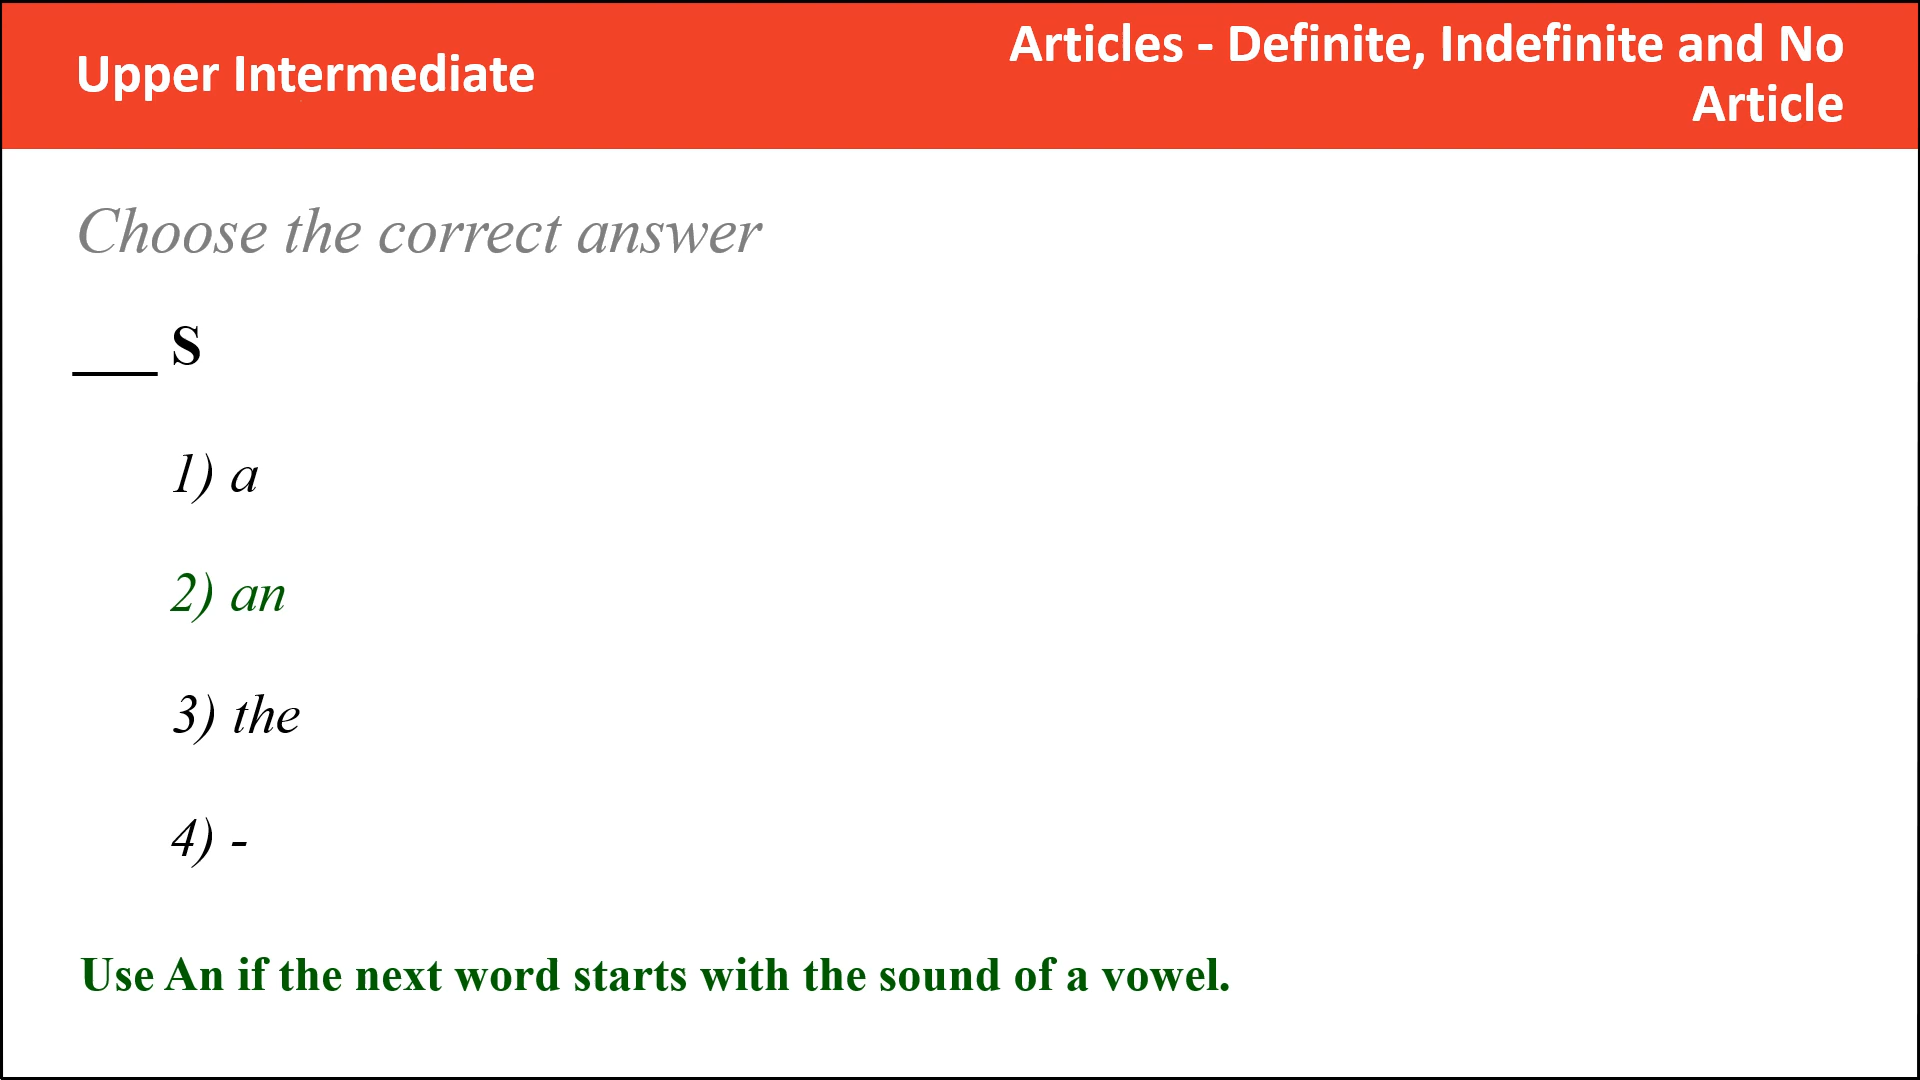 Upper Intermediate
Articles - Definite, Indefinite and No
Article
Choose the correct answer
___ S
1) a
2) an
3) the
4) -
Use An if the next word starts with the sound of a vowel.